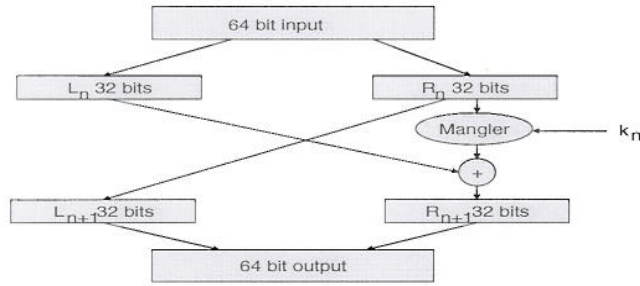 64 bit input
Lₙ 32 bits
Rₙ 32 bits
Mangler
kₙ
+
Lₙ₊₁ 32 bits
Rₙ₊₁ 32 bits
64 bit output